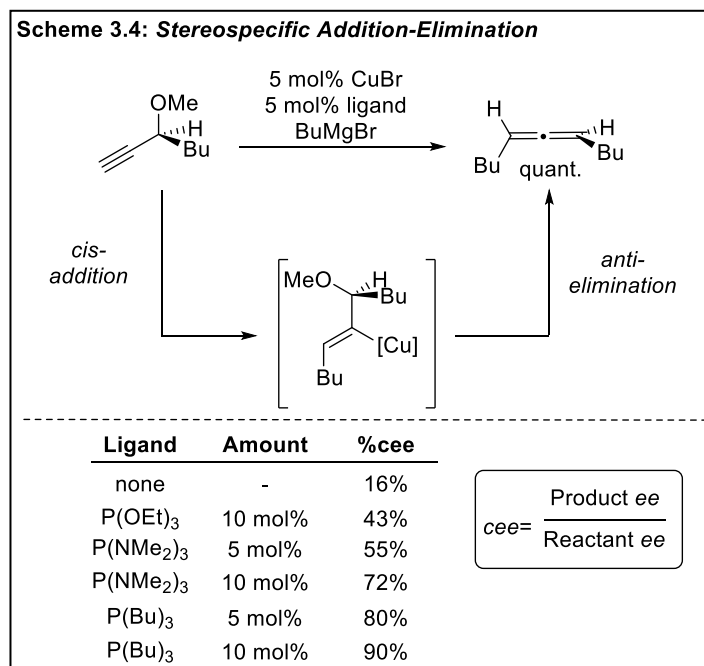 Scheme 3.4: Stereospecific Addition-Elimination
OMe
H
Bu
5 mol% CuBr
5 mol% ligand
BuMgBr
H
H
Bu
Bu
quant.
cis-
addition
MeO
H
Bu
[Cu]
Bu
anti-
elimination
Ligand Amount %cee
none - 16%
P(OEt)₃ 10 mol% 43%
P(NMe₂)₃ 5 mol% 55%
P(NMe₂)₃ 10 mol% 72%
P(Bu)₃ 5 mol% 80%
P(Bu)₃ 10 mol% 90%
cee= Product ee
Reactant ee